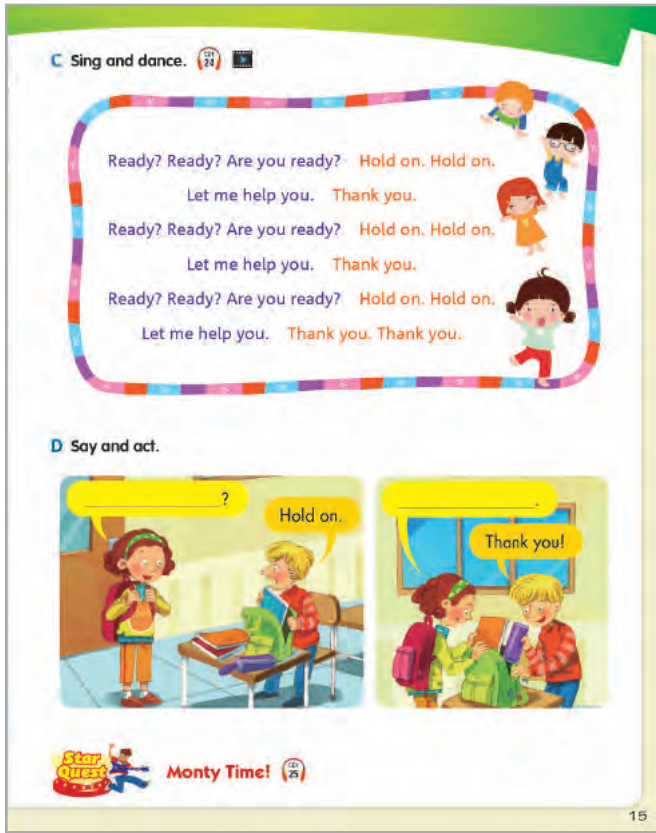 C Sing and dance. CD1 24
Ready? Ready? Are you ready? Hold on. Hold on.
Let me help you. Thank you.
Ready? Ready? Are you ready? Hold on. Hold on.
Let me help you. Thank you.
Ready? Ready? Are you ready? Hold on. Hold on.
Let me help you. Thank you. Thank you.
D Say and act.
____________________?
Hold on.
____________________.
Thank you!
Star Quest Monty Time! CD1 25
15